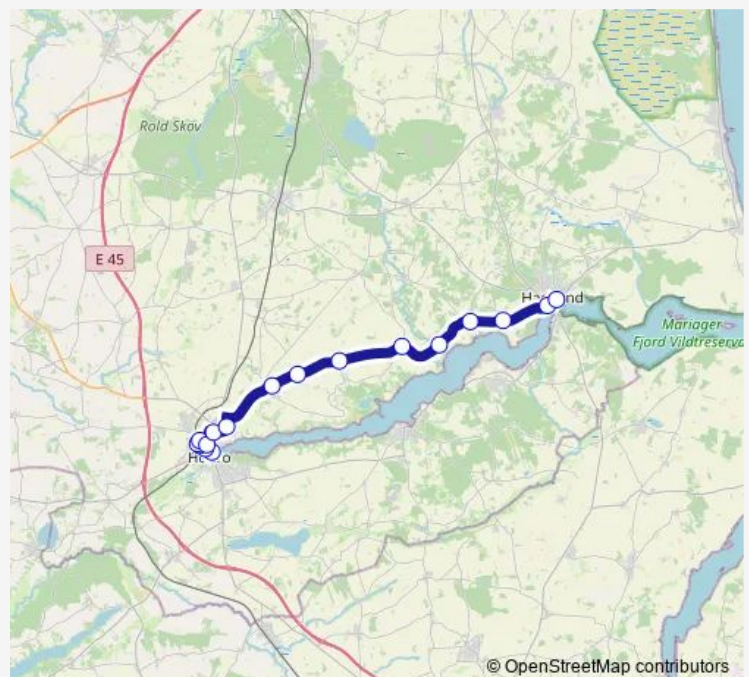 Rold Skov
E 45
Mariager
Fjord Vildtreserva
© OpenStreetMap contributors